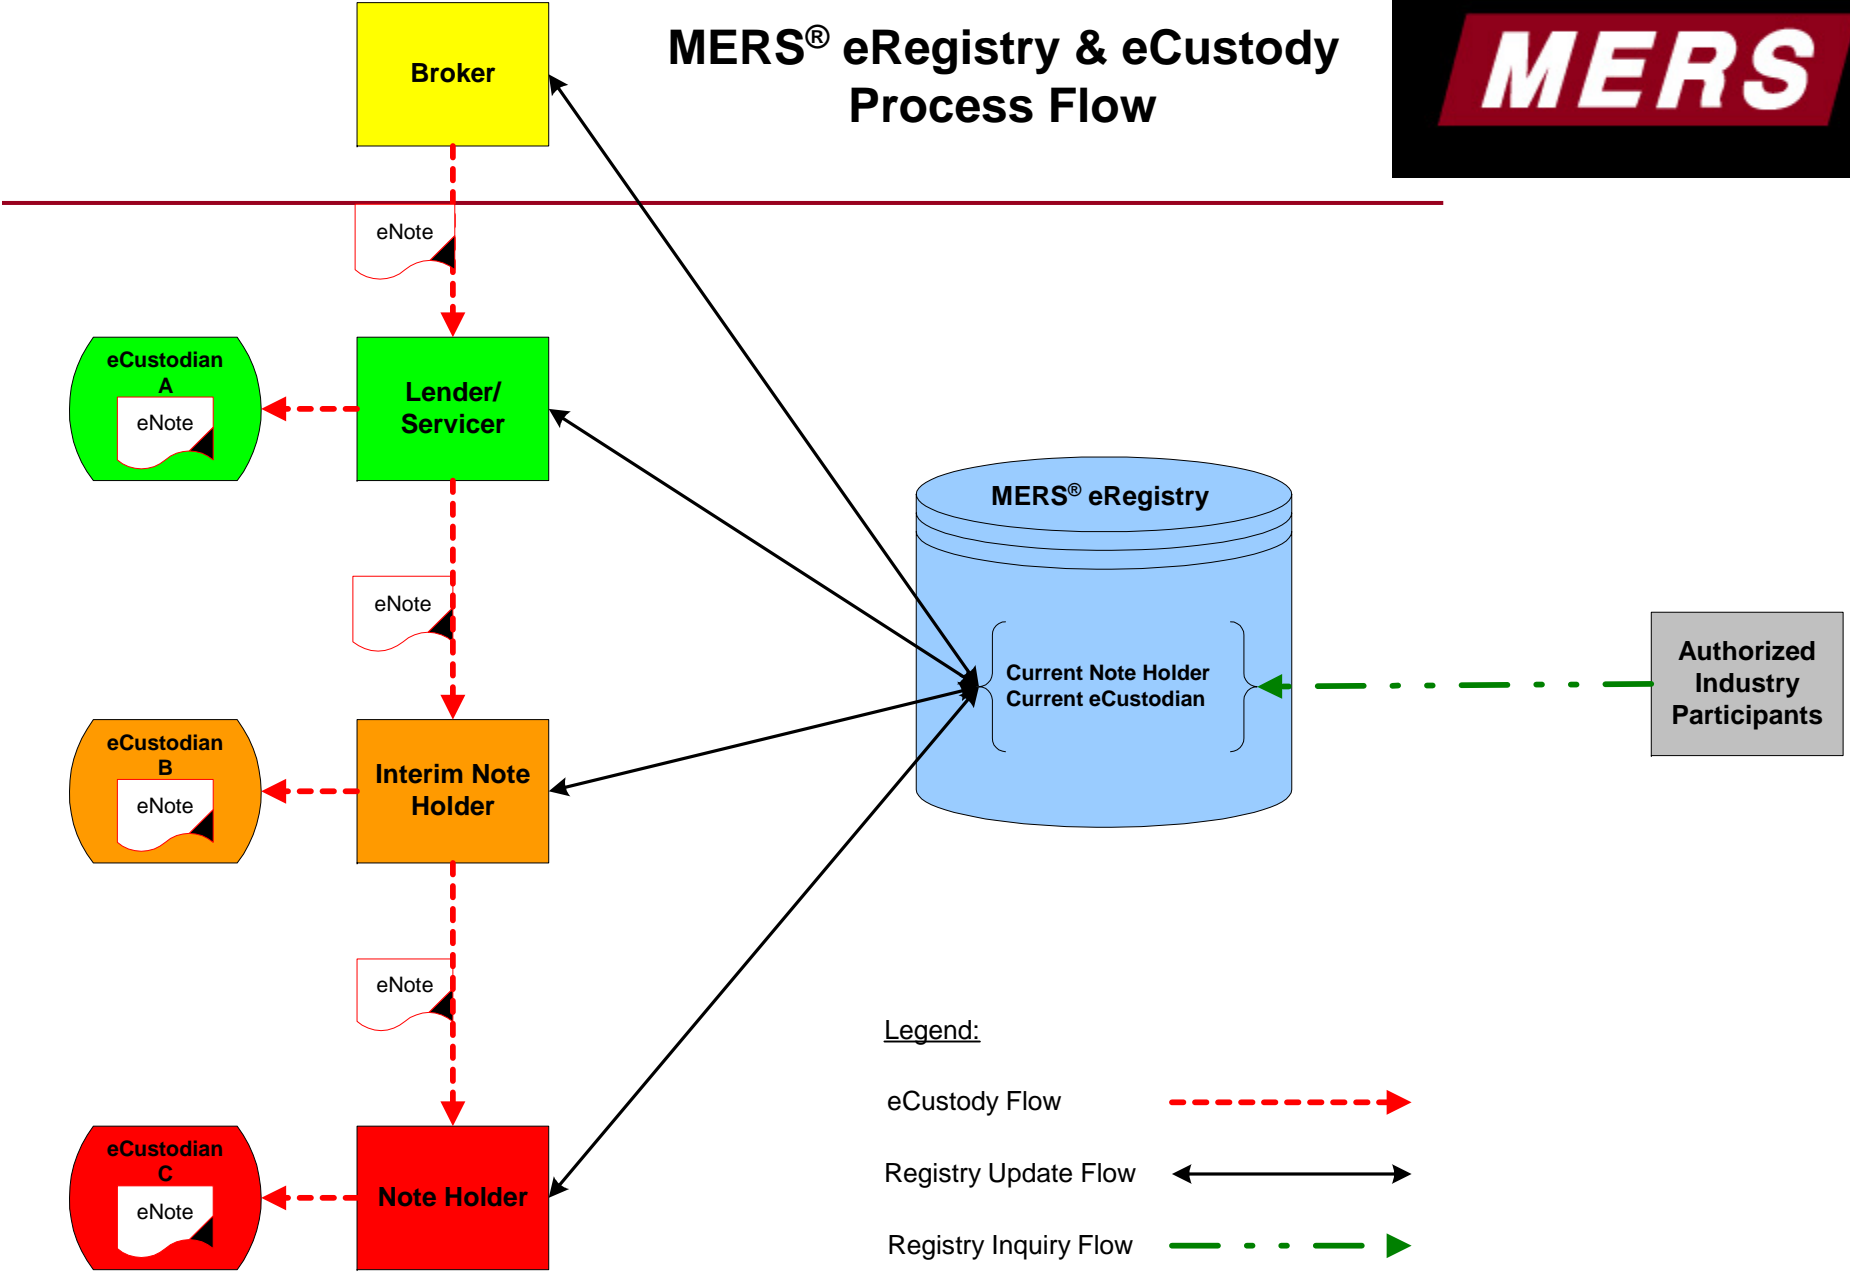 MERS® eRegistry & eCustody
Process Flow
MERS
Broker
eNote
eCustodian
A
eNote
Lender/
Servicer
MERS® eRegistry
eNote
Current Note Holder
Current eCustodian
Authorized
Industry
Participants
eCustodian
B
eNote
Interim Note
Holder
eNote
Legend:
eCustody Flow
Registry Update Flow
Registry Inquiry Flow
eCustodian
C
eNote
Note Holder